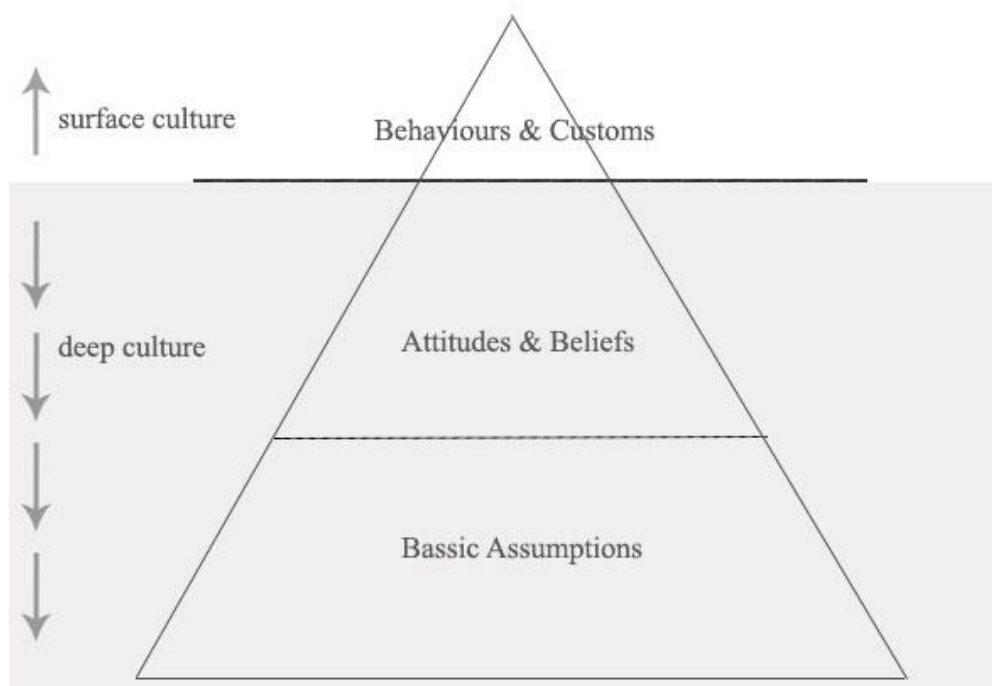 surface culture
Behaviours & Customs
deep culture
Attitudes & Beliefs
Bassic Assumptions